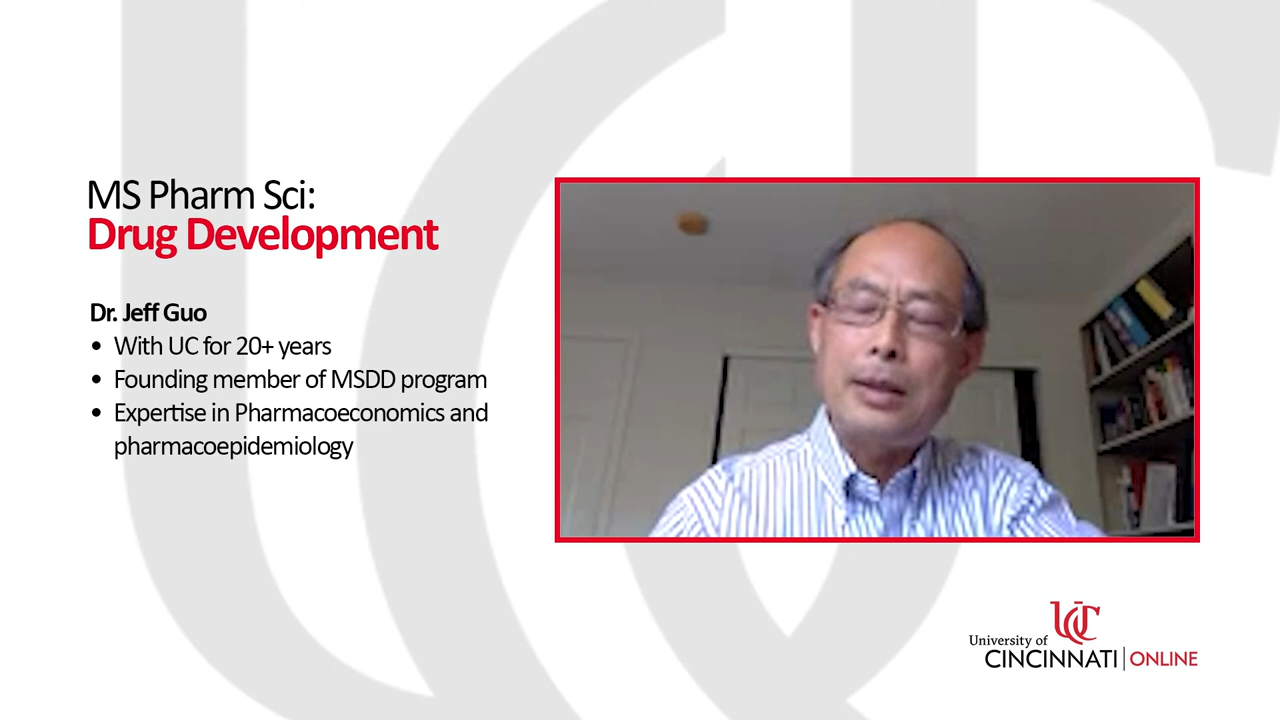 MS Pharm Sci:
Drug Development
Dr. Jeff Guo
• With UC for 20+ years
• Founding member of MSDD program
• Expertise in Pharmacoeconomics and
pharmacoepidemiology
UC
University of
CINCINNATI | ONLINE